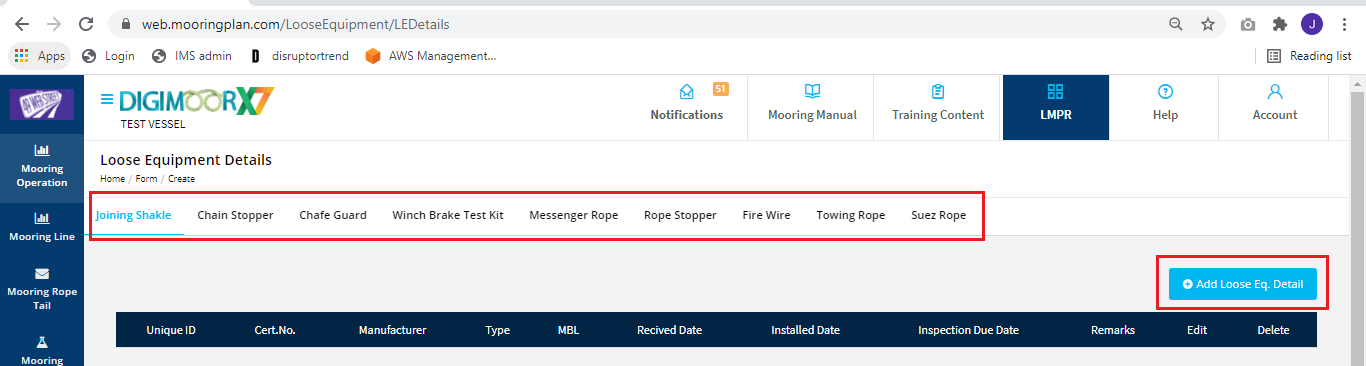 web.mooringplan.com/LooseEquipment/LEDetails
J
Apps Login IMS admin D disruptortrend AWS Management... Reading list
49 WEB STREET
DIGIMOORX7
TEST VESSEL
51
Notifications Mooring Manual Training Content LMPR Help Account
Mooring
Operation
Mooring Line
Mooring Rope
Tail
Mooring
Loose Equipment Details
Home / Form / Create
Joining Shakle Chain Stopper Chafe Guard Winch Brake Test Kit Messenger Rope Rope Stopper Fire Wire Towing Rope Suez Rope
Add Loose Eq. Detail
Unique ID Cert.No. Manufacturer Type MBL Recived Date Installed Date Inspection Due Date Remarks Edit Delete